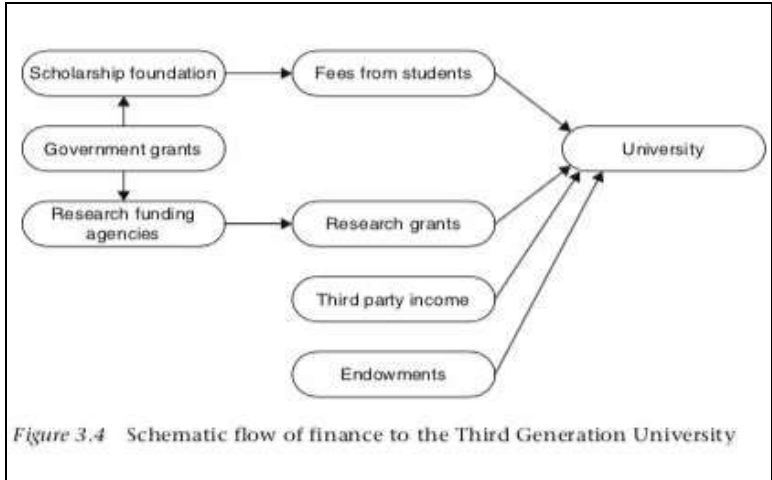 Scholarship foundation
Fees from students
Government grants
University
Research funding
agencies
Research grants
Third party income
Endowments
Figure 3.4 Schematic flow of finance to the Third Generation University